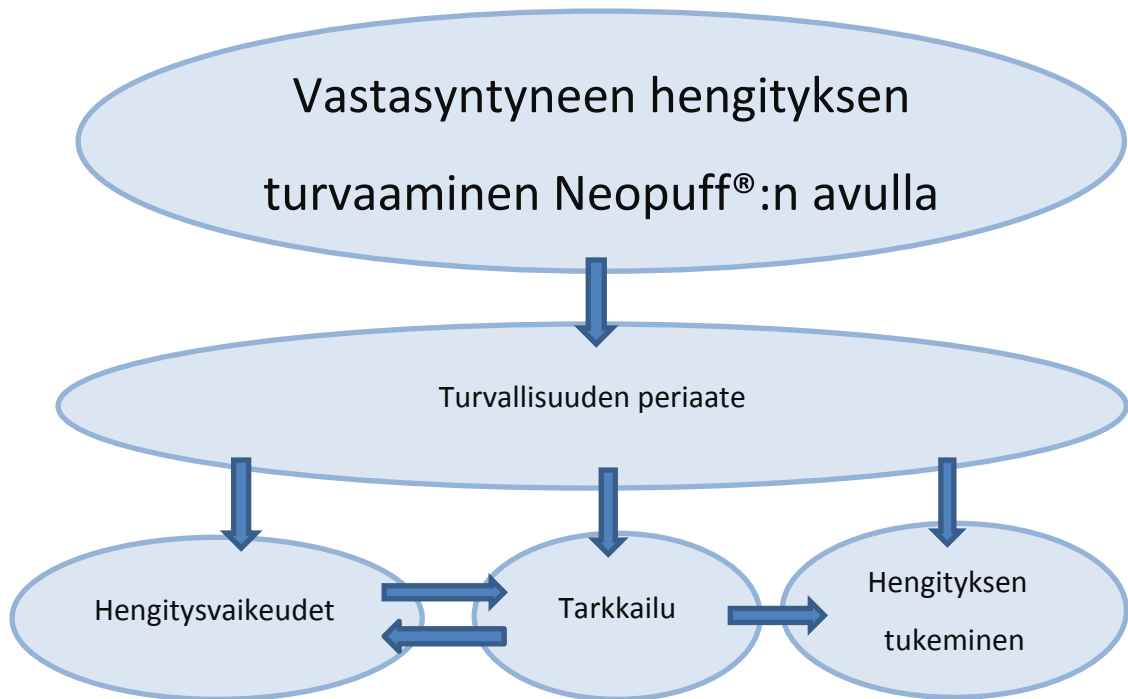 Vastasyntyneen hengityksen
turvaaminen Neopuff®:n avulla
Turvallisuuden periaate
Hengitysvaikeudet
Tarkkailu
Hengityksen
tukeminen